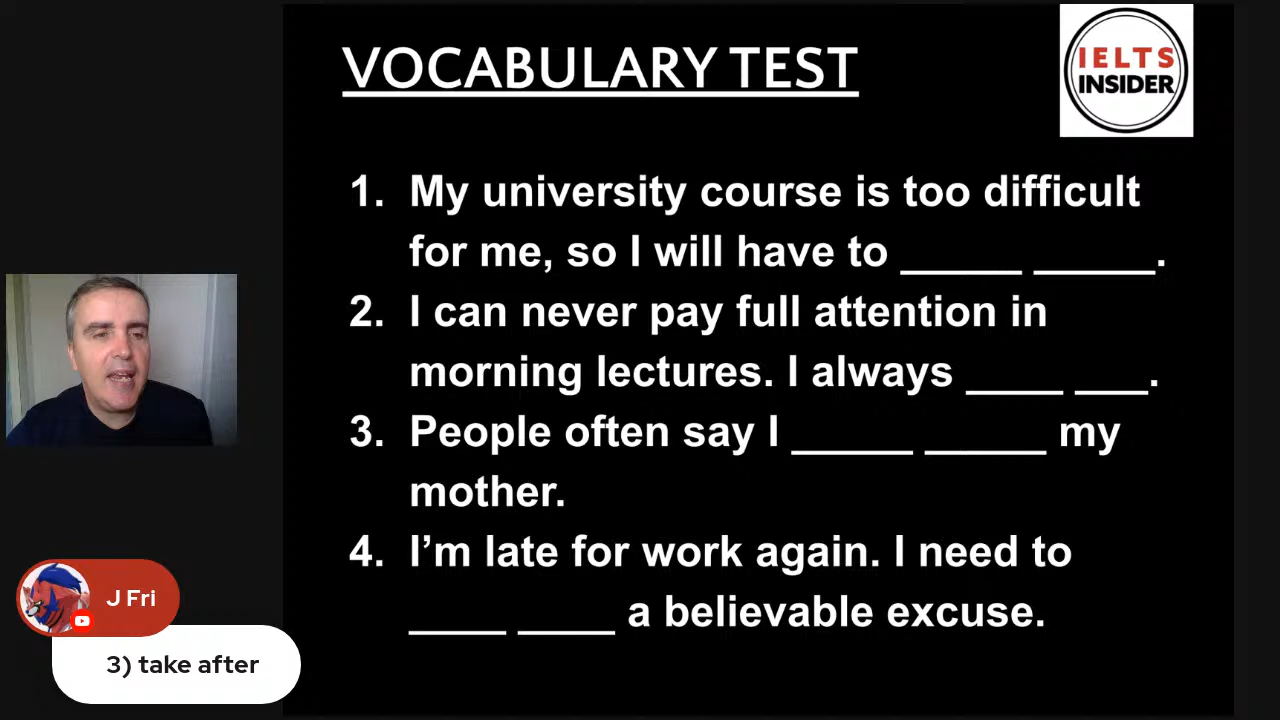 VOCABULARY TEST
IELTS
INSIDER
1. My university course is too difficult
for me, so I will have to _____ _____.
2. I can never pay full attention in
morning lectures. I always ____ ___.
3. People often say I _____ _____ my
mother.
4. I’m late for work again. I need to
____ ____ a believable excuse.
J Fri
3) take after